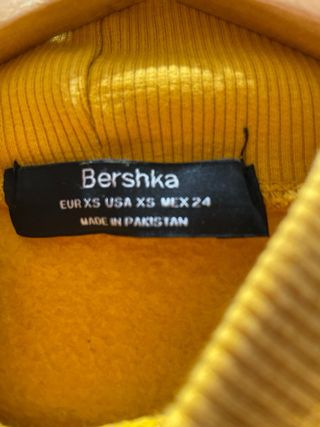 Bershka
EUR XS USA XS MEX 24
MADE IN PAKISTAN